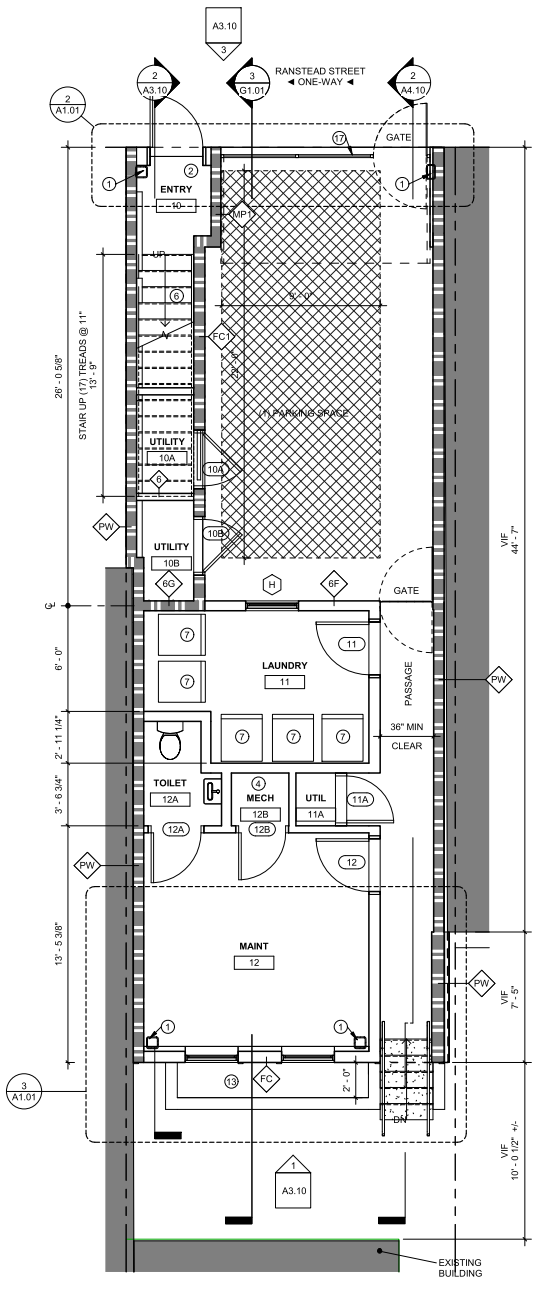 A3.10
3
2
A3.10
3
G1.01
RANSTEAD STREET
◄ ONE-WAY ◄
2
A4.10
2
A1.01
GATE
17
1
2
1
ENTRY
10
MP1
UP
6
9' - 0"
FC1
22' - 0"
26' - 0 5/8"
STAIR UP (17) TREADS @ 11"
13' - 9"
(1) PARKING SPACE
UTILITY
10A
10A
6
PW
10B
UTILITY
10B
VIF
44' - 7"
6G
H
6F
GATE
℄
7
11
6' - 0"
LAUNDRY
11
PASSAGE
7
PW
7
7
7
36" MIN
CLEAR
2' - 11 1/4"
TOILET
12A
4
MECH
12B
UTIL
11A
11A
3' - 6 3/4"
12A
12B
PW
12
13' - 5 3/8"
MAINT
12
PW
VIF
7' - 5"
1
1
13
FC
2' - 0"
3
A1.01
DN
VIF
10' - 0 1/2" +/-
1
A3.10
EXISTING
BUILDING